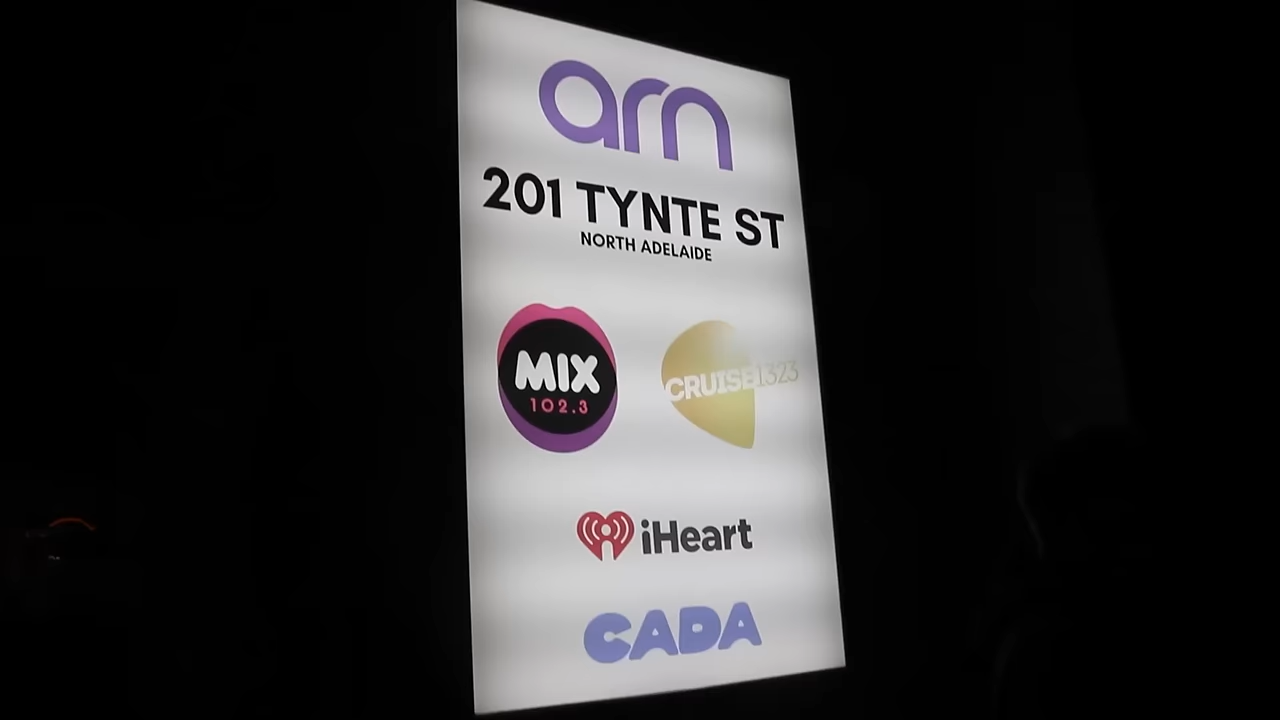 arn
201 TYNTE ST
NORTH ADELAIDE
MIX
102.3
CRUISE1323
iHeart
CADA